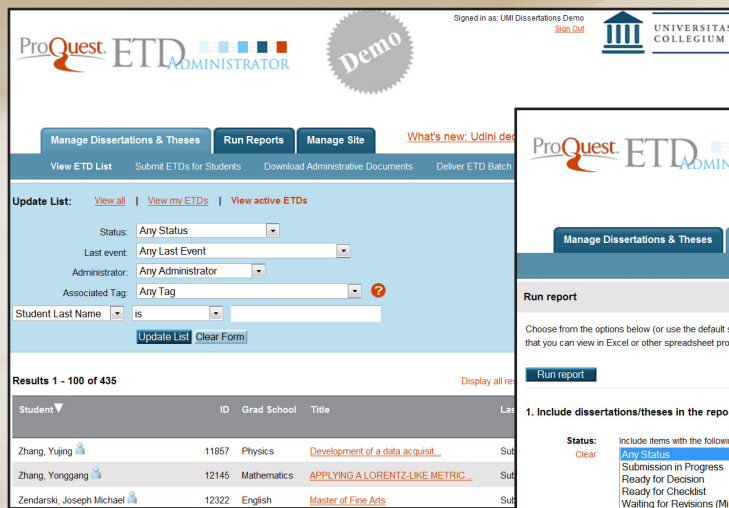 Signed in as: UMI Dissertations Demo
Sign Out
ProQuest ETD ADMINISTRATOR
Demo
UNIVERSITAS
COLLEGIUM
Manage Dissertations & Theses Run Reports Manage Site What's new: Udini
View ETD List Submit ETDs for Students Download Administrative Documents Deliver ETD Batch
Update List: View all | View my ETDs | View active ETDs
Status: Any Status
Last event: Any Last Event
Administrator: Any Administrator
Associated Tag: Any Tag ?
Student Last Name is
Update List Clear Form
Results 1 - 100 of 435 Display all
Student ID Grad School Title
Zhang, Yujing 11857 Physics Development of a data acquisit...
Zhang, Yonggang 12145 Mathematics APPLYING A LORENTZ-LIKE METRIC...
Zendarski, Joseph Michael 12322 English Master of Fine Arts
ProQuest ETD
Manage Dissertations & Theses
Run report
Choose from the options below (or use the default
that you can view in Excel or other spreadsheet
Run report
1. Include dissertations/theses in the
Status: Include items with the
Clear Any Status
Submission in Progress
Ready for Decision
Ready for Checklist
Waiting for Revisions